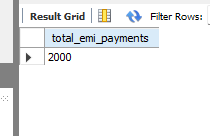 Result Grid Filter Rows:
total_emi_payments
2000